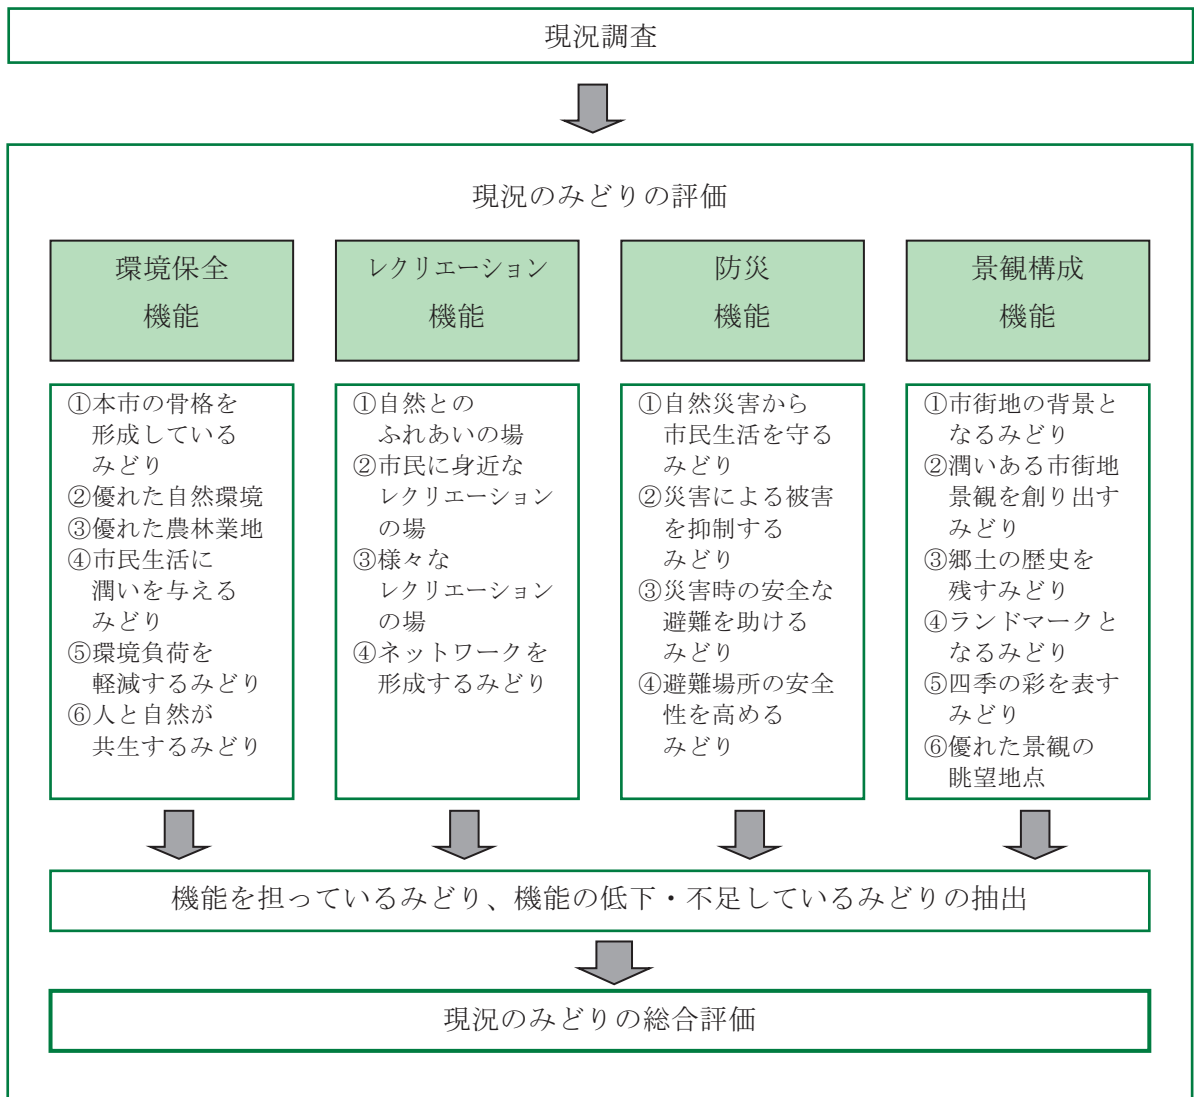 現況調査
現況のみどりの評価
環境保全
機能
①本市の骨格を
形成している
みどり
②優れた自然環境
③優れた農林業地
④市民生活に
潤いを与える
みどり
⑤環境負荷を
軽減するみどり
⑥人と自然が
共生するみどり
レクリエーション
機能
①自然との
ふれあいの場
②市民に身近な
レクリエーション
の場
③様々な
レクリエーション
の場
④ネットワークを
形成するみどり
防災
機能
①自然災害から
市民生活を守る
みどり
②災害による被害
を抑制する
みどり
③災害時の安全な
避難を助ける
みどり
④避難場所の安全
性を高める
みどり
景観構成
機能
①市街地の背景と
なるみどり
②潤いある市街地
景観を創り出す
みどり
③郷土の歴史を
残すみどり
④ランドマークと
なるみどり
⑤四季の彩を表す
みどり
⑥優れた景観の
眺望地点
機能を担っているみどり、機能の低下・不足しているみどりの抽出
現況のみどりの総合評価